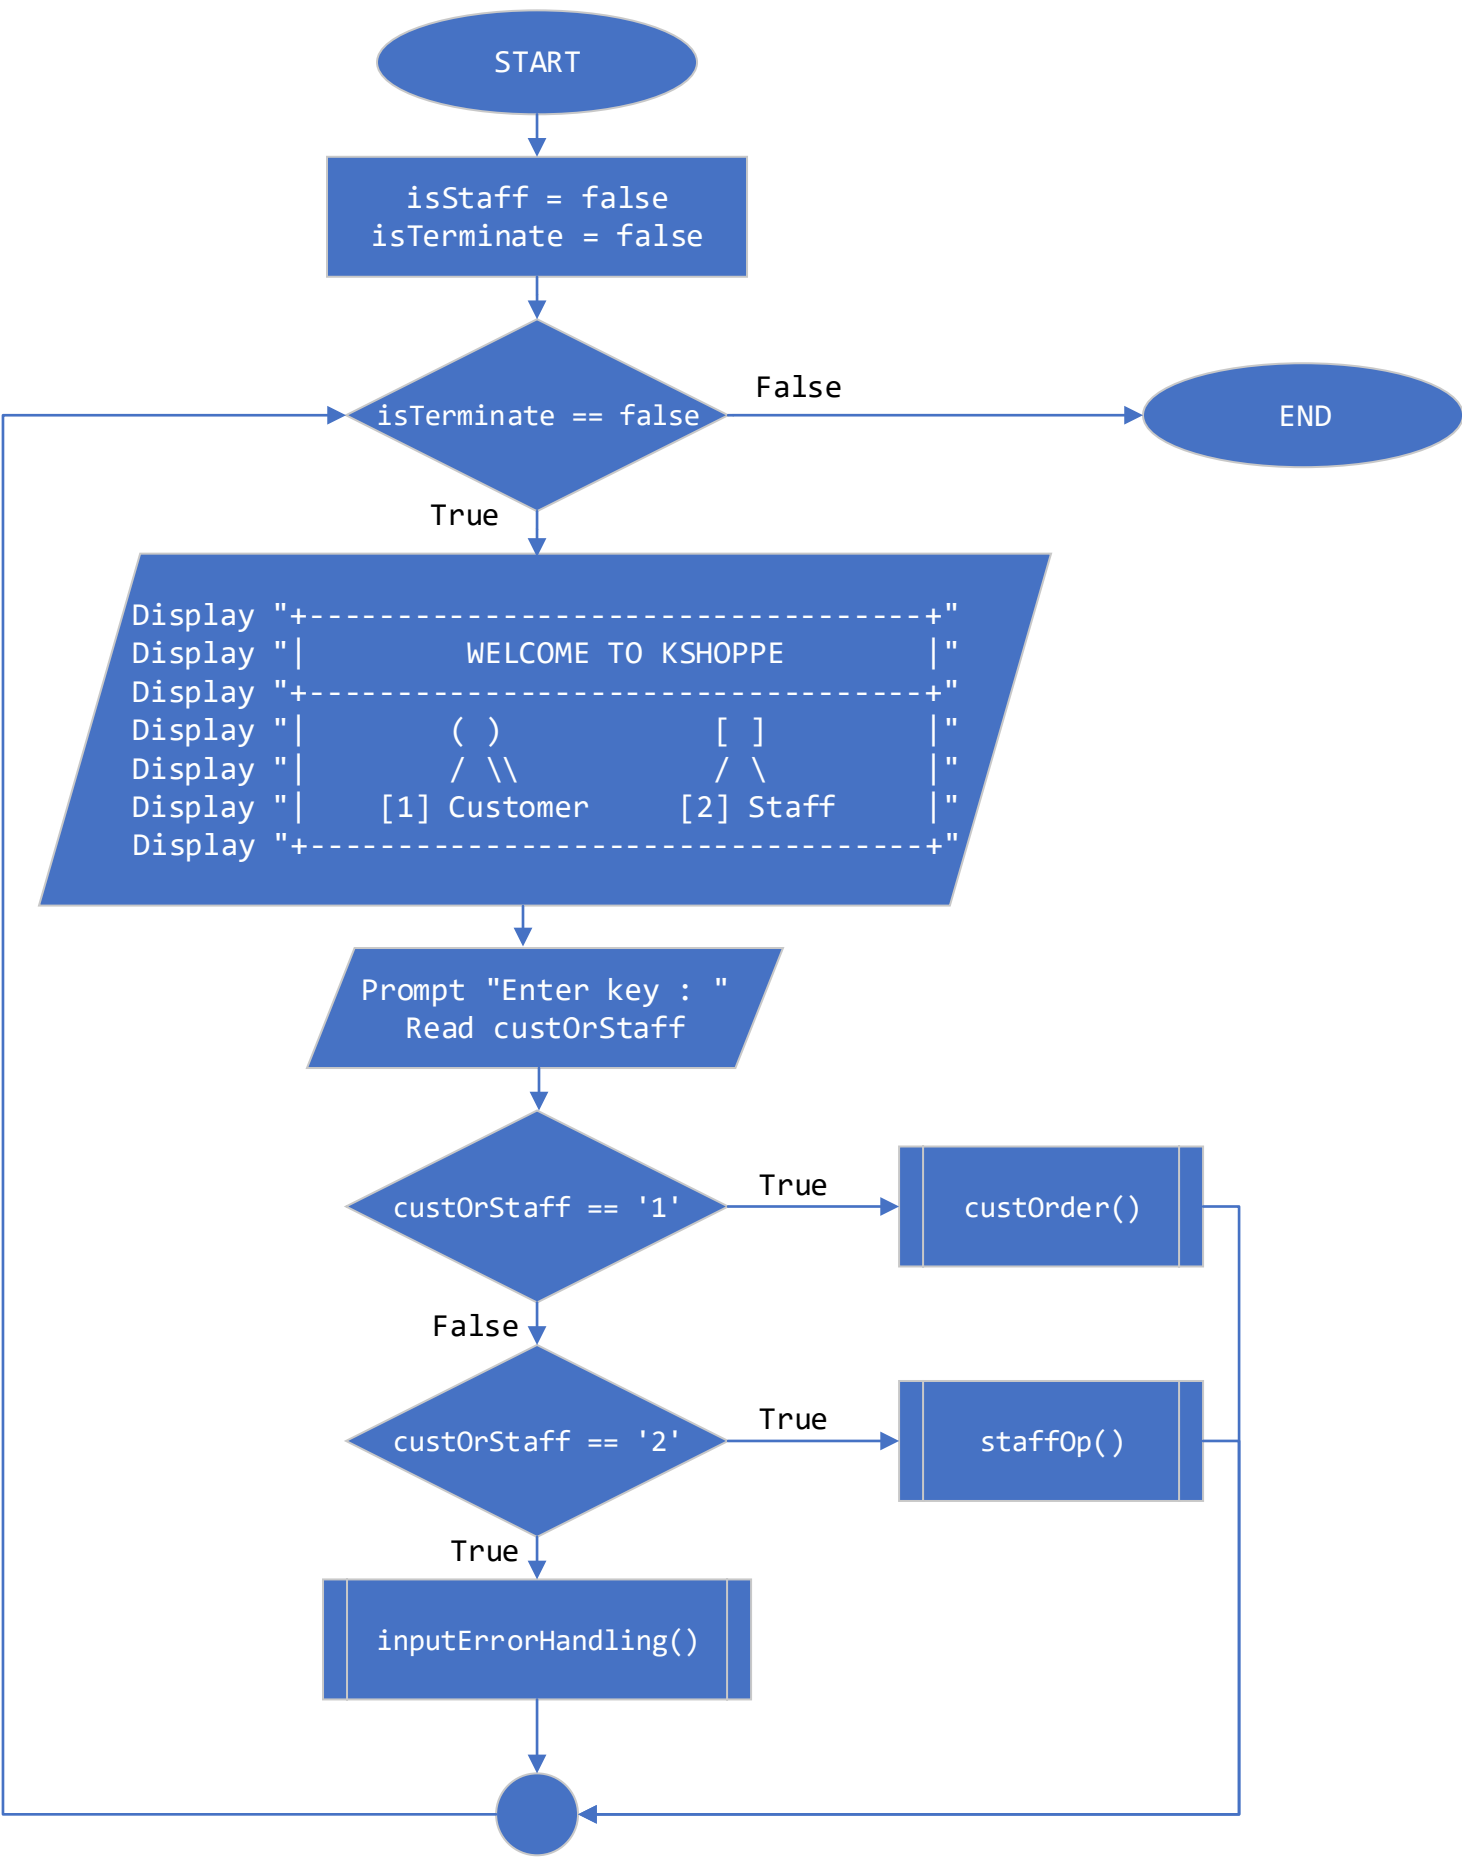 START
isStaff = false
isTerminate = false
isTerminate == false
False
END
True
Display "+-----------------------------------+"
Display "|         WELCOME TO KSHOPPE        |"
Display "+-----------------------------------+"
Display "|        ( )            [ ]         |"
Display "|        / \\           / \         |"
Display "|    [1] Customer     [2] Staff     |"
Display "+-----------------------------------+"
Prompt "Enter key : "
Read custOrStaff
custOrStaff == '1'
True
custOrder()
False
custOrStaff == '2'
True
staffOp()
True
inputErrorHandling()